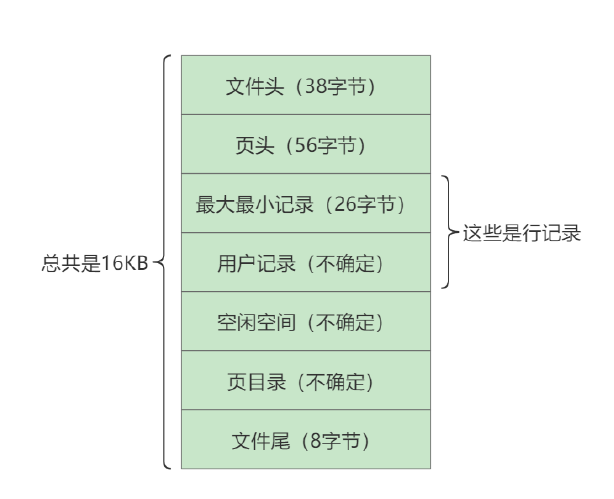 文件头（38字节）
页头（56字节）
最大最小记录（26字节）
这些是行记录
总共是16KB
用户记录（不确定）
空闲空间（不确定）
页目录（不确定）
文件尾（8字节）